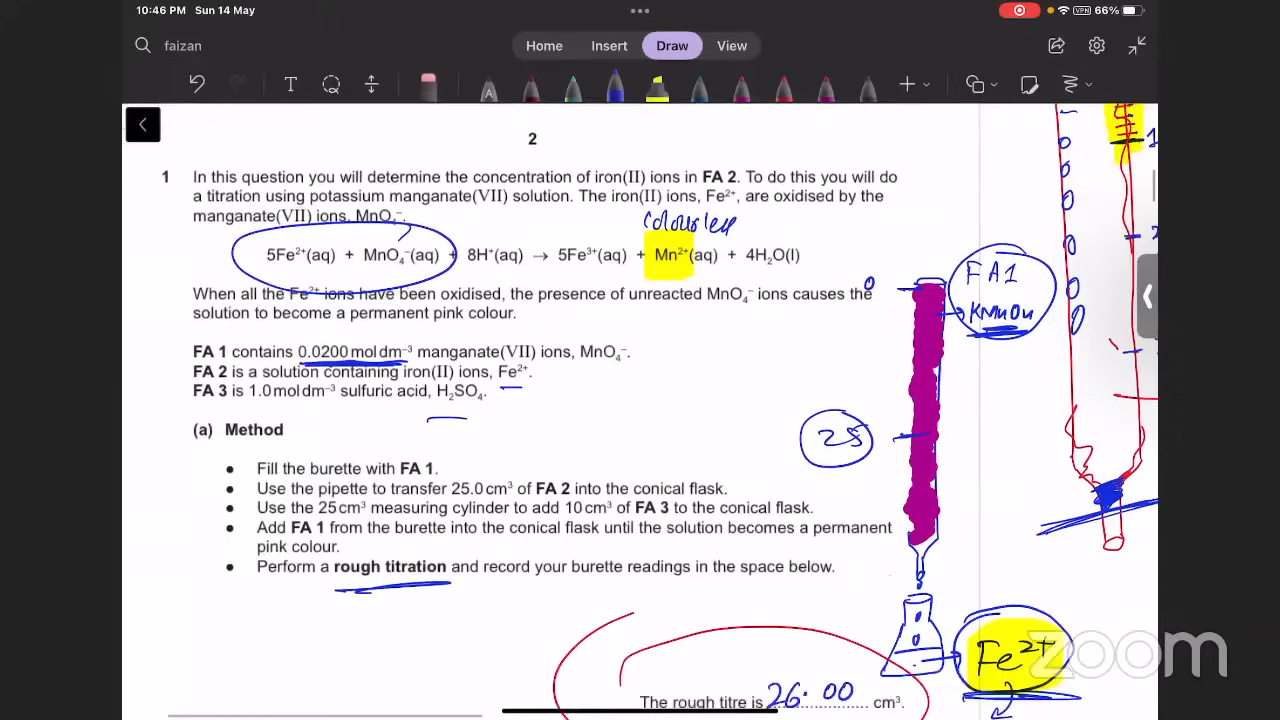 10:46 PM Sun 14 May
66%
VPN
faizan
Home Insert Draw View
2
1 In this question you will determine the concentration of iron(II) ions in FA 2. To do this you will do
a titration using potassium manganate(VII) solution. The iron(II) ions, Fe²⁺, are oxidised by the
manganate(VII) ions, MnO₄⁻.
colourless
5Fe²⁺(aq) + MnO₄⁻(aq) + 8H⁺(aq) → 5Fe³⁺(aq) + Mn²⁺(aq) + 4H₂O(l)
When all the Fe²⁺ ions have been oxidised, the presence of unreacted MnO₄⁻ ions causes the
solution to become a permanent pink colour.
FA 1 contains 0.0200 mol dm⁻³ manganate(VII) ions, MnO₄⁻.
FA 2 is a solution containing iron(II) ions, Fe²⁺.
FA 3 is 1.0 mol dm⁻³ sulfuric acid, H₂SO₄.
(a) Method
• Fill the burette with FA 1.
• Use the pipette to transfer 25.0 cm³ of FA 2 into the conical flask.
• Use the 25 cm³ measuring cylinder to add 10 cm³ of FA 3 to the conical flask.
• Add FA 1 from the burette into the conical flask until the solution becomes a permanent
pink colour.
• Perform a rough titration and record your burette readings in the space below.
The rough titre is 26.00 cm³.
0
FA1
KMnO4
25
Fe²⁺
zoom